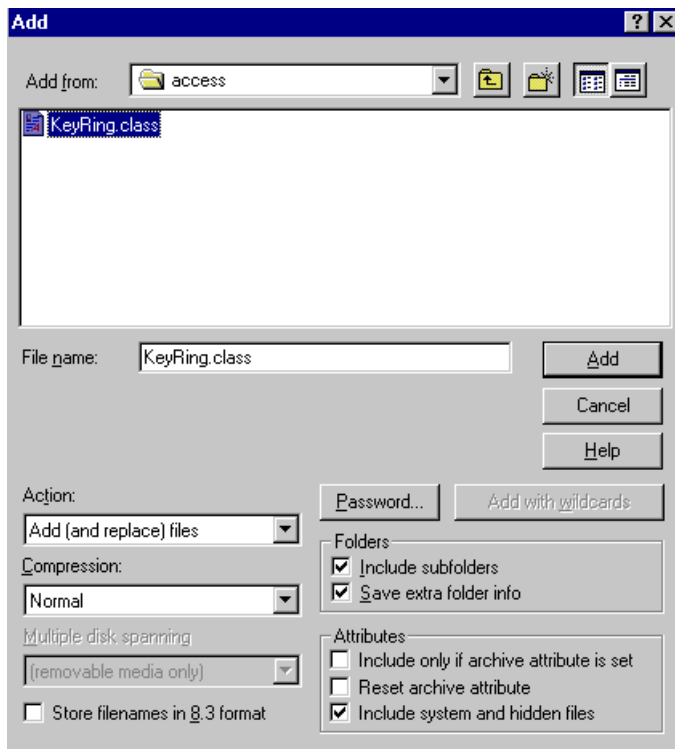 Add
Add from: access
KeyRing.class
File name: KeyRing.class
Add
Cancel
Help
Action:
Add (and replace) files
Compression:
Normal
Multiple disk spanning
(removable media only)
Store filenames in 8.3 format
Password... Add with wildcards
Folders
Include subfolders
Save extra folder info
Attributes
Include only if archive attribute is set
Reset archive attribute
Include system and hidden files